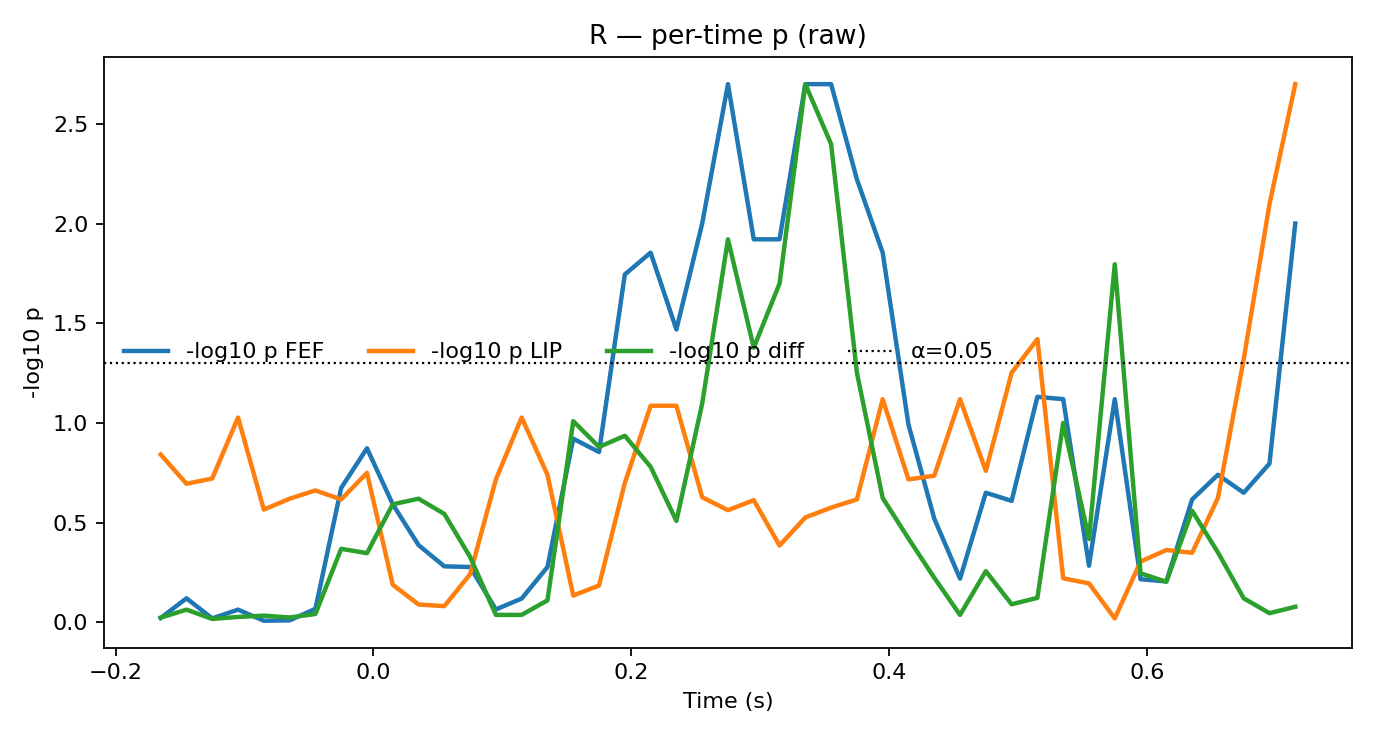 R — per-time p (raw)
-log10 p
2.5
2.0
1.5
1.0
0.5
0.0
-log10 p FEF -log10 p LIP -log10 p diff α=0.05
−0.2 0.0 0.2 0.4 0.6
Time (s)